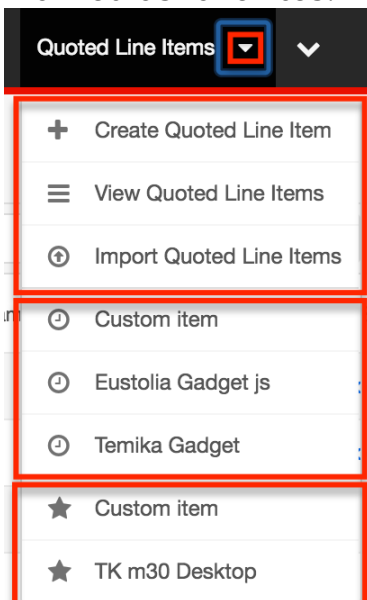 Quoted Line Items
Create Quoted Line Item
View Quoted Line Items
Import Quoted Line Items
Custom item
Eustolia Gadget js
Temika Gadget
Custom item
TK m30 Desktop